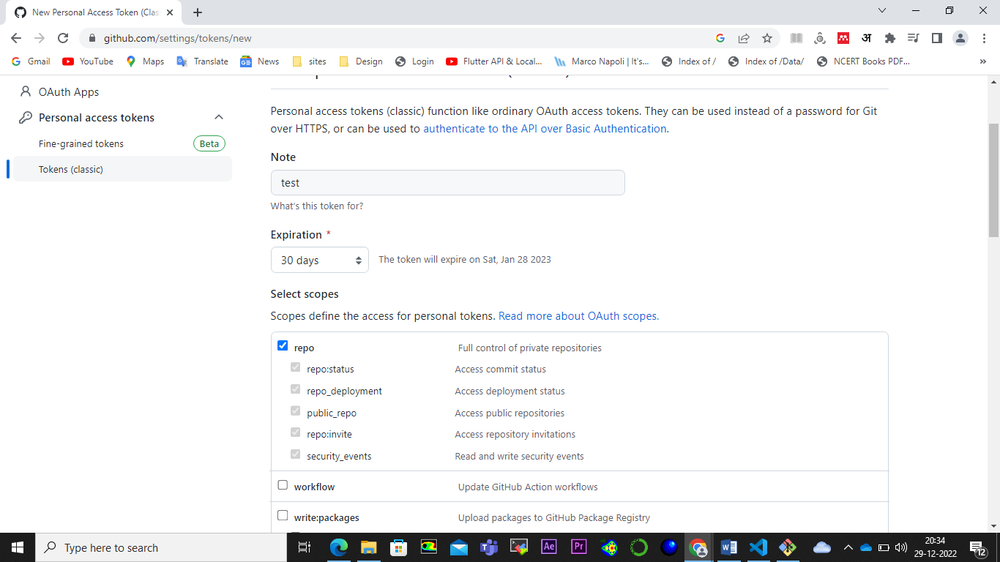 New Personal Access Token (Clas
github.com/settings/tokens/new
अ
Gmail YouTube Maps Translate News sites Design Login Flutter API & Local... Marco Napoli | It's... Index of / Index of /Data/ NCERT Books PDF... »
OAuth Apps
Personal access tokens
Fine-grained tokens Beta
Tokens (classic)
Personal access tokens (classic) function like ordinary OAuth access tokens. They can be used instead of a password for Git
over HTTPS, or can be used to authenticate to the API over Basic Authentication.
Note
test
What's this token for?
Expiration *
30 days The token will expire on Sat, Jan 28 2023
Select scopes
Scopes define the access for personal tokens. Read more about OAuth scopes.
repo Full control of private repositories
repo:status Access commit status
repo_deployment Access deployment status
public_repo Access public repositories
repo:invite Access repository invitations
security_events Read and write security events
workflow Update GitHub Action workflows
write:packages Upload packages to GitHub Package Registry
Type here to search
Ae Pr
20:34
29-12-2022
12